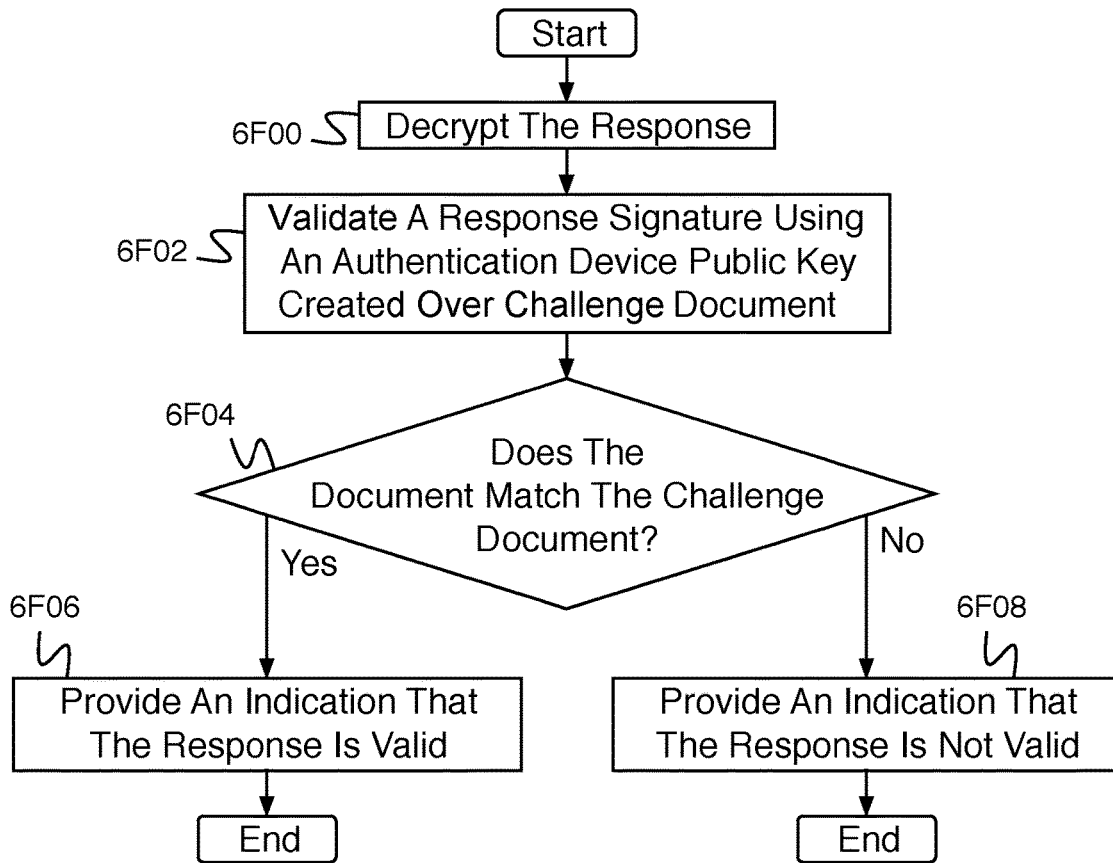 Start
6F00
Decrypt The Response
6F02
Validate A Response Signature Using
An Authentication Device Public Key
Created Over Challenge Document
6F04
Does The
Document Match The Challenge
Document?
Yes
No
6F06
Provide An Indication That
The Response Is Valid
End
6F08
Provide An Indication That
The Response Is Not Valid
End